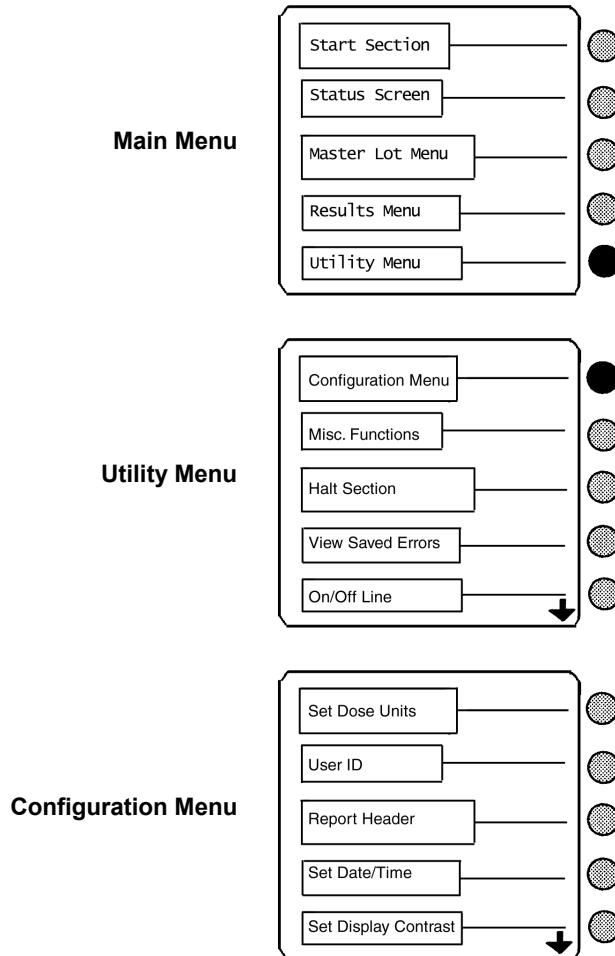 Main Menu
Start Section
Status Screen
Master Lot Menu
Results Menu
Utility Menu
Utility Menu
Configuration Menu
Misc. Functions
Halt Section
View Saved Errors
On/Off Line
Configuration Menu
Set Dose Units
User ID
Report Header
Set Date/Time
Set Display Contrast